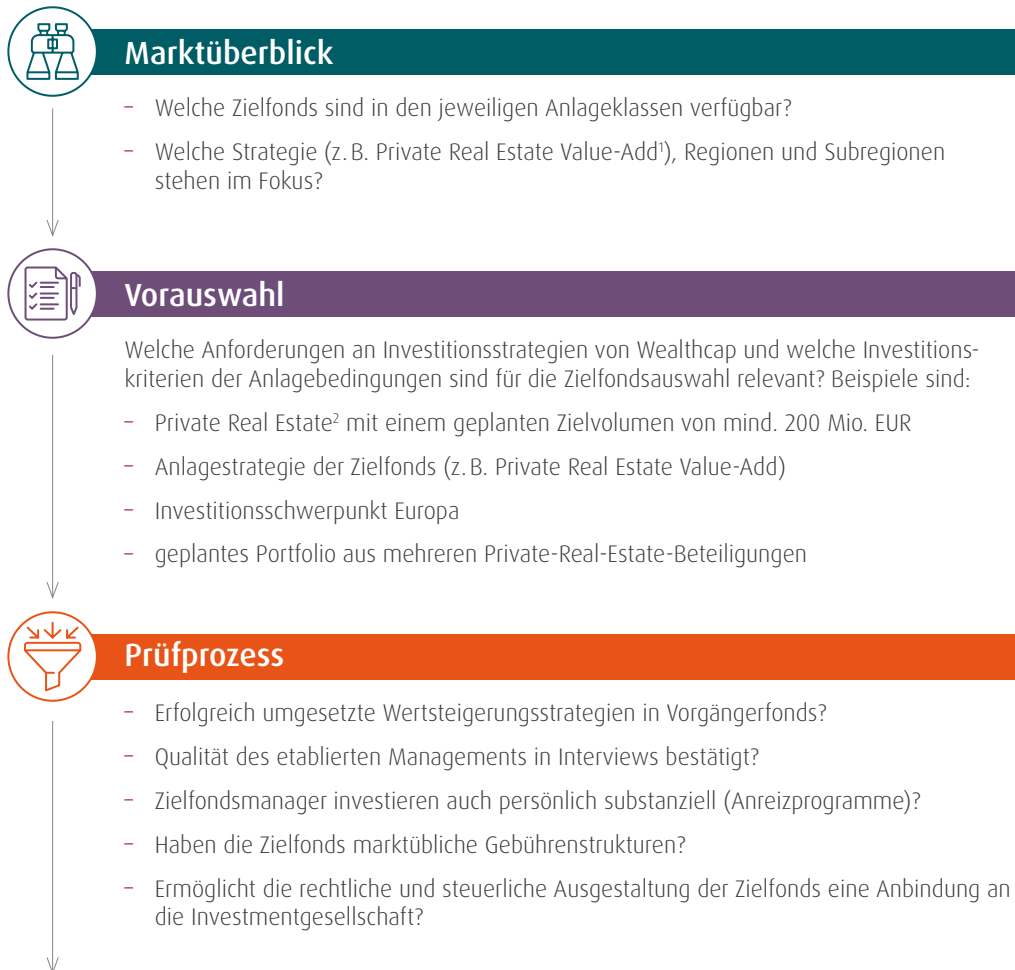 Marktüberblick
– Welche Zielfonds sind in den jeweiligen Anlageklassen verfügbar?
– Welche Strategie (z. B. Private Real Estate Value-Add¹), Regionen und Subregionen
stehen im Fokus?
Vorauswahl
Welche Anforderungen an Investitionsstrategien von Wealthcap und welche Investitions-
kriterien der Anlagebedingungen sind für die Zielfondsauswahl relevant? Beispiele sind:
– Private Real Estate² mit einem geplanten Zielvolumen von mind. 200 Mio. EUR
– Anlagestrategie der Zielfonds (z. B. Private Real Estate Value-Add)
– Investitionsschwerpunkt Europa
– geplantes Portfolio aus mehreren Private-Real-Estate-Beteiligungen
Prüfprozess
– Erfolgreich umgesetzte Wertsteigerungsstrategien in Vorgängerfonds?
– Qualität des etablierten Managements in Interviews bestätigt?
– Zielfondsmanager investieren auch persönlich substanziell (Anreizprogramme)?
– Haben die Zielfonds marktübliche Gebührenstrukturen?
– Ermöglicht die rechtliche und steuerliche Ausgestaltung der Zielfonds eine Anbindung an
die Investmentgesellschaft?